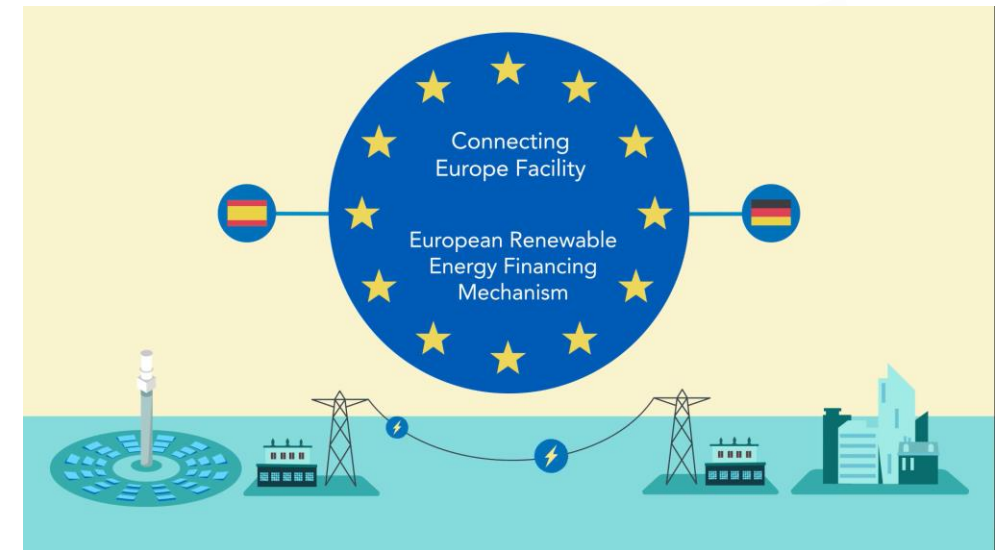 Connecting
Europe Facility
European Renewable
Energy Financing
Mechanism